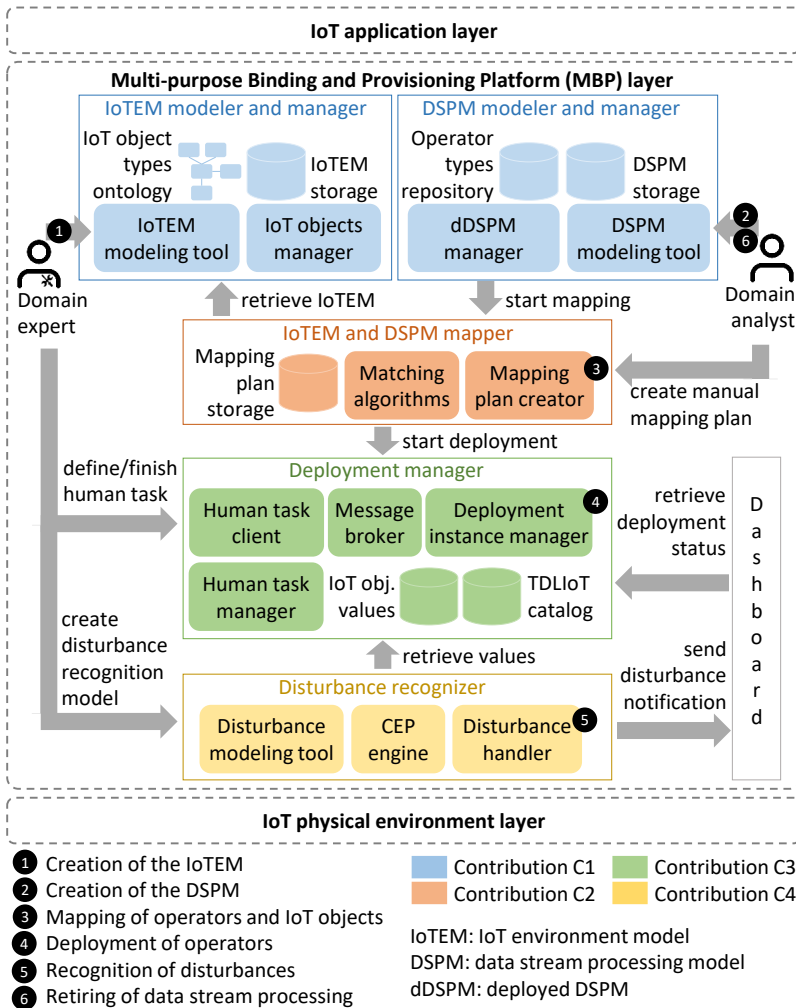 IoT application layer
Multi-purpose Binding and Provisioning Platform (MBP) layer
IoTEM modeler and manager
IoT object
types
ontology
IoTEM
storage
IoTEM
modeling tool
IoT objects
manager
DSPM modeler and manager
Operator
types
repository
DSPM
storage
dDSPM
manager
DSPM
modeling tool
1
2
6
Domain
expert
Domain
analyst
retrieve IoTEM
start mapping
IoTEM and DSPM mapper
Mapping
plan
storage
Matching
algorithms
Mapping
plan creator
3
create manual
mapping plan
start deployment
define/finish
human task
Deployment manager
Human task
client
Message
broker
Deployment
instance manager
4
Human task
manager
IoT obj.
values
TDLIoT
catalog
retrieve
deployment
status
Dashboard
create
disturbance
recognition
model
retrieve values
send
disturbance
notification
Disturbance recognizer
Disturbance
modeling tool
CEP
engine
Disturbance
handler
5
IoT physical environment layer
1 Creation of the IoTEM
2 Creation of the DSPM
3 Mapping of operators and IoT objects
4 Deployment of operators
5 Recognition of disturbances
6 Retiring of data stream processing
Contribution C1
Contribution C3
Contribution C2
Contribution C4
IoTEM: IoT environment model
DSPM: data stream processing model
dDSPM: deployed DSPM